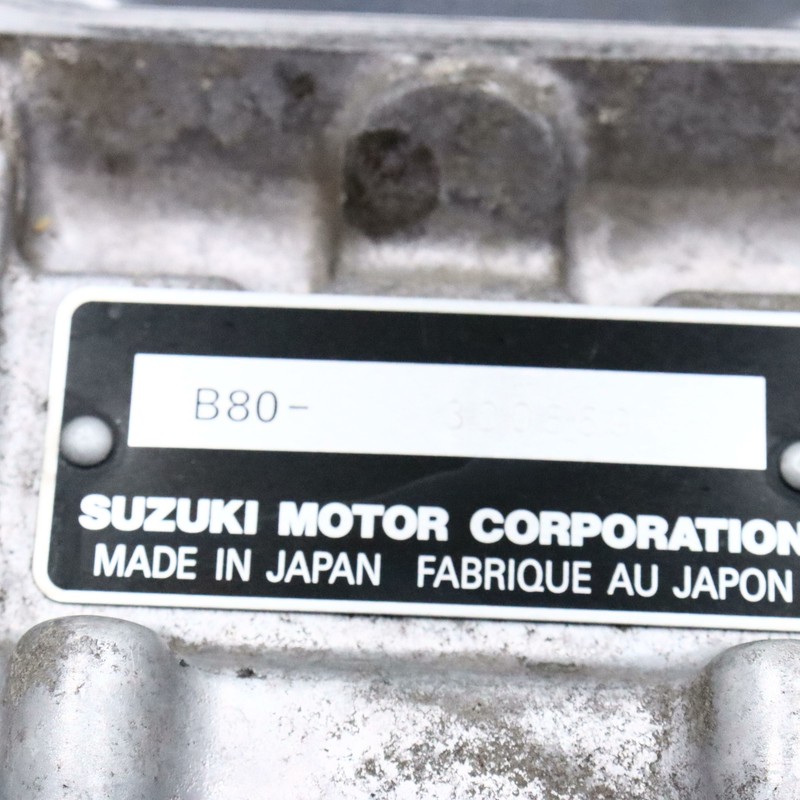 B80-
SUZUKI MOTOR CORPORATION
MADE IN JAPAN FABRIQUE AU JAPON